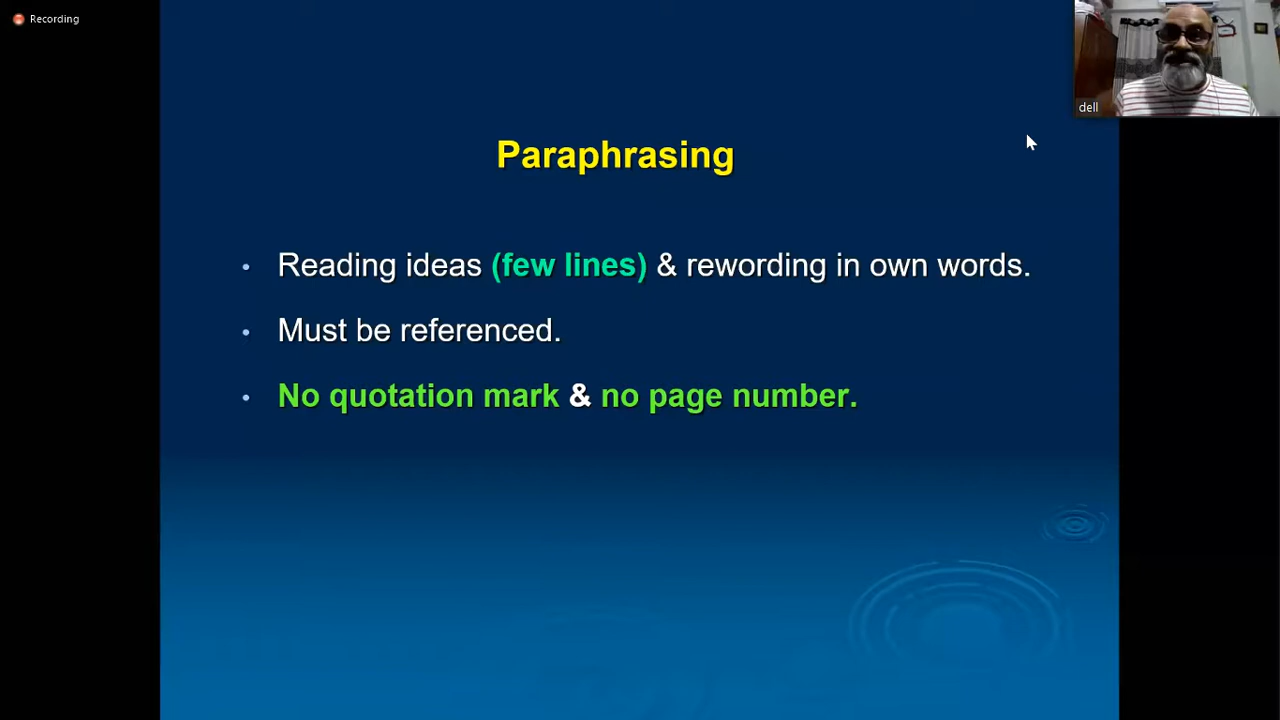 Recording
dell
Paraphrasing
• Reading ideas (few lines) & rewording in own words.
• Must be referenced.
• No quotation mark & no page number.